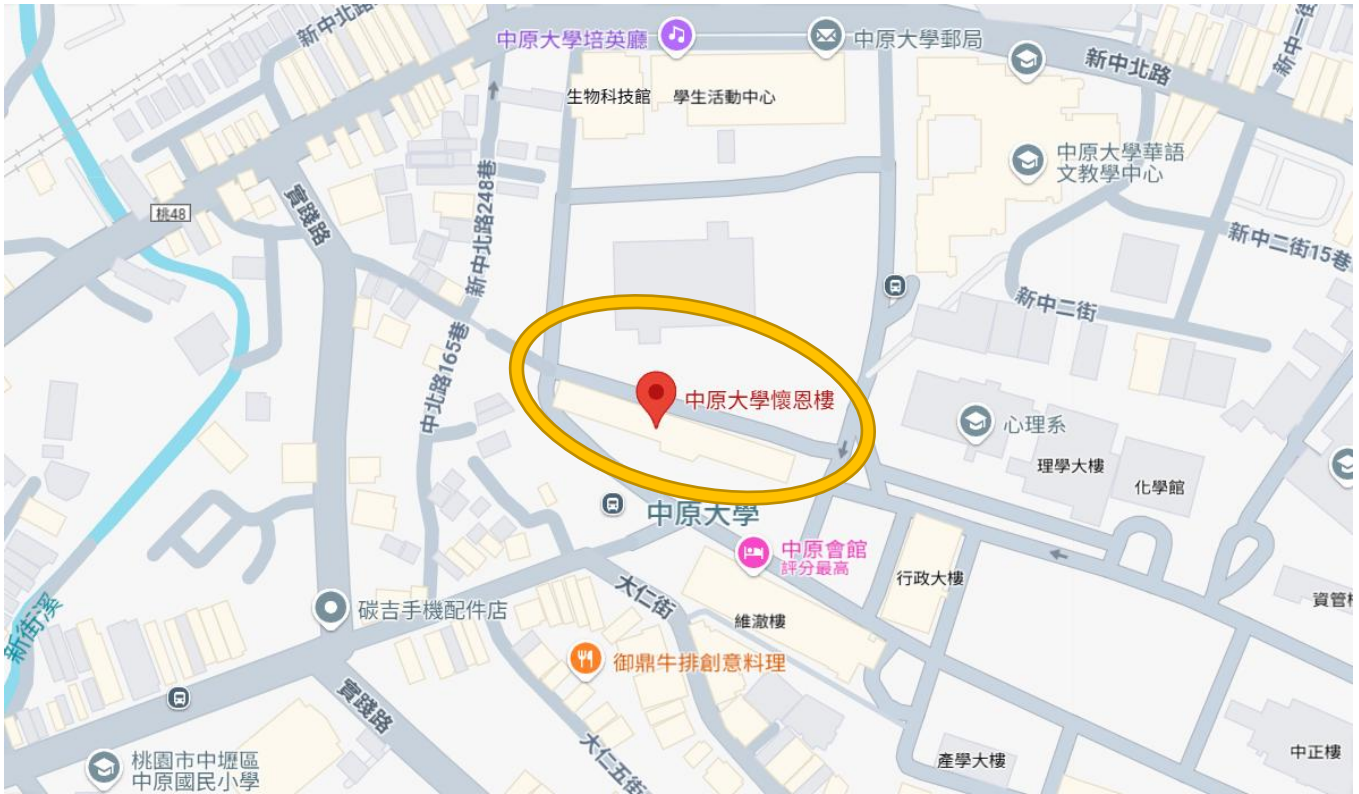 新中北路
中原大學培英廳
中原大學郵局
新中北路
新中一街
生物科技館
學生活動中心
中原大學華語
文教學中心
桃48
實踐路
新中北路248巷
新中二街15巷
新中二街
中北路165巷
中原大學懷恩樓
心理系
理學大樓
化學館
中原大學
中原會館
評分最高
行政大樓
大仁街
碳吉手機配件店
維澈樓
新街溪
御鼎牛排創意料理
實踐路
資管
大仁五街
桃園市中壢區
中原國民小學
產學大樓
中正樓